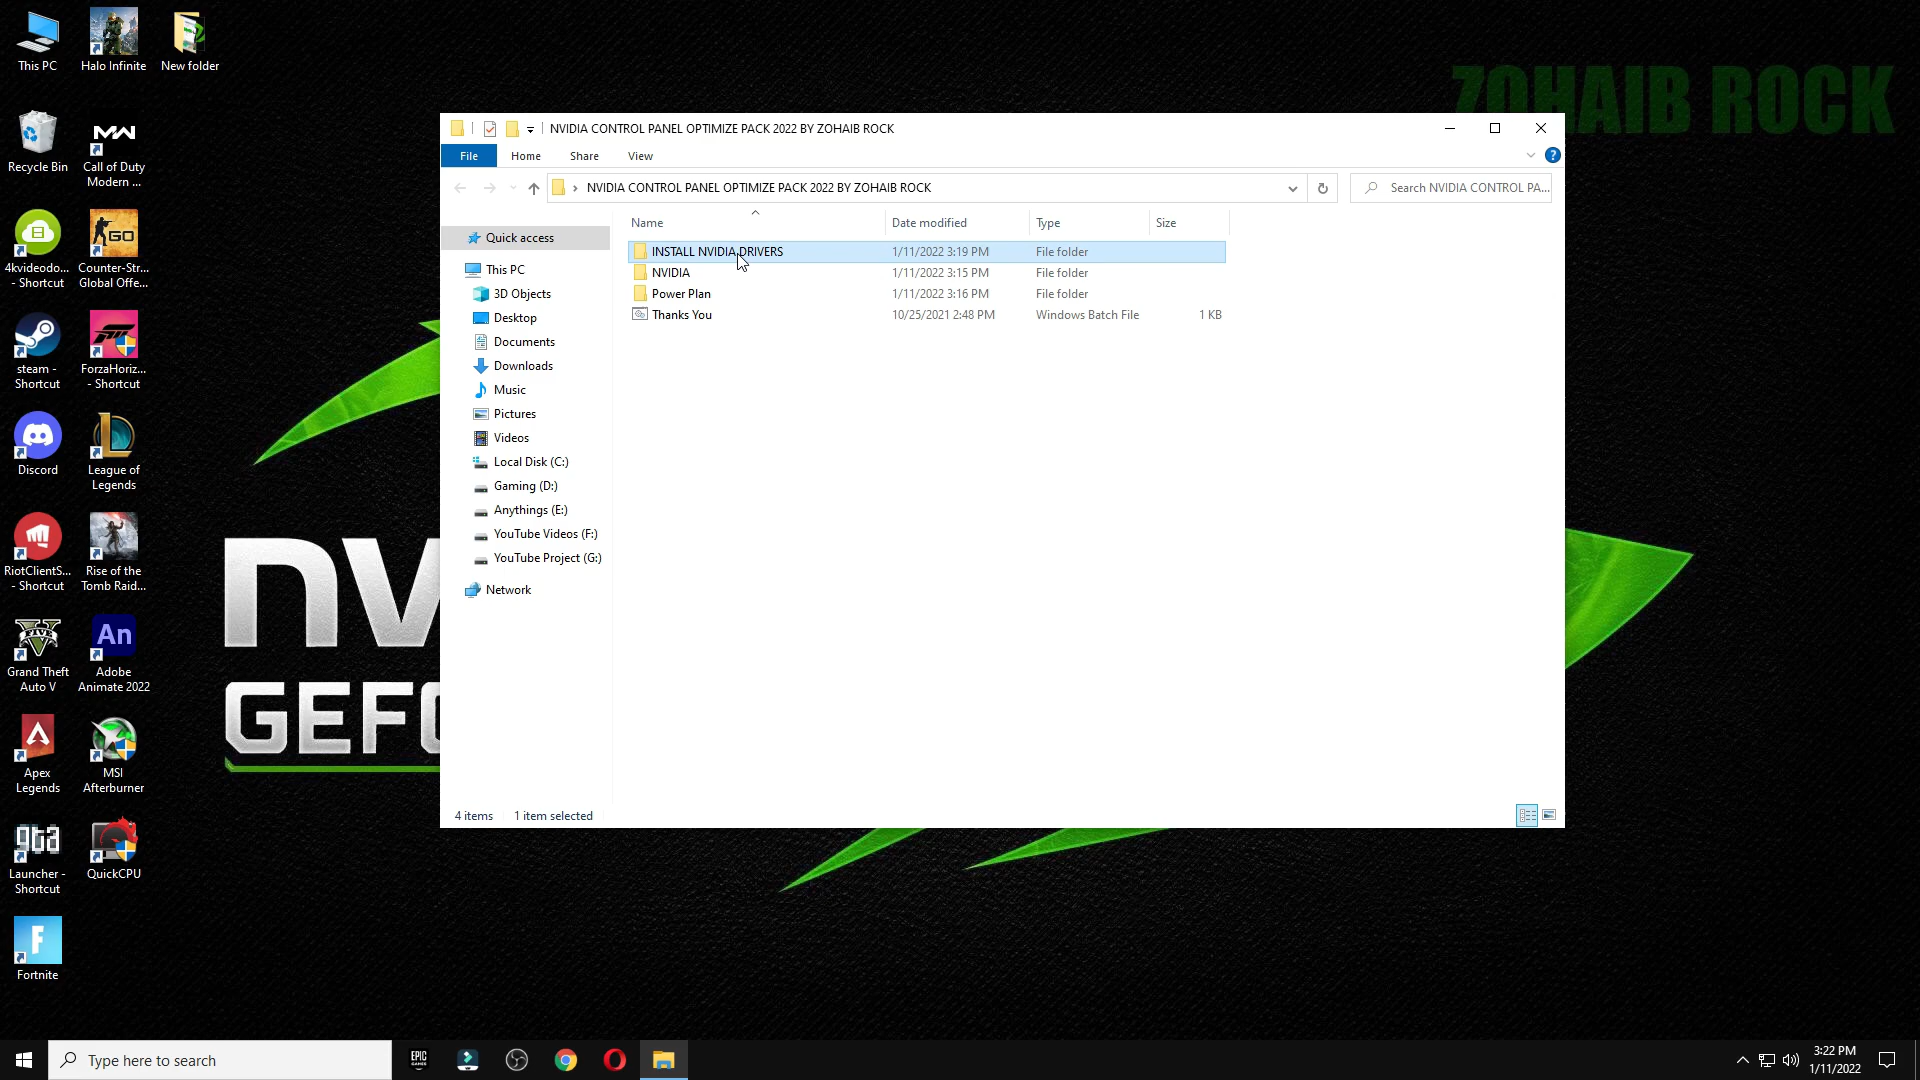 This PC
Halo Infinite
New folder
ZOHAIB ROCK
NVIDIA CONTROL PANEL OPTIMIZE PACK 2022 BY ZOHAIB ROCK
File
Home
Share
View
NVIDIA CONTROL PANEL OPTIMIZE PACK 2022 BY ZOHAIB ROCK
Search NVIDIA CONTROL PA...
Name
Date modified
Type
Size
INSTALL NVIDIA DRIVERS
1/11/2022 3:19 PM
File folder
NVIDIA
1/11/2022 3:15 PM
File folder
Power Plan
1/11/2022 3:16 PM
File folder
Thanks You
10/25/2021 2:48 PM
Windows Batch File
1 KB
Quick access
This PC
3D Objects
Desktop
Documents
Downloads
Music
Pictures
Videos
Local Disk (C:)
Gaming (D:)
Anythings (E:)
YouTube Videos (F:)
YouTube Project (G:)
Network
4 items
1 item selected
Recycle Bin
MW
Call of Duty
Modern ...
4kvideodo...
- Shortcut
GO
Counter-Str...
Global Offe...
steam -
Shortcut
ForzaHoriz...
- Shortcut
Discord
League of
Legends
RiotClientS...
- Shortcut
Rise of the
Tomb Raid...
FIVE
Grand Theft
Auto V
An
Adobe
Animate 2022
Apex
Legends
MSI
Afterburner
gta
Launcher -
Shortcut
QuickCPU
F
Fortnite
NV
GEFO
Type here to search
EPIC
GAMES
3:22 PM
1/11/2022